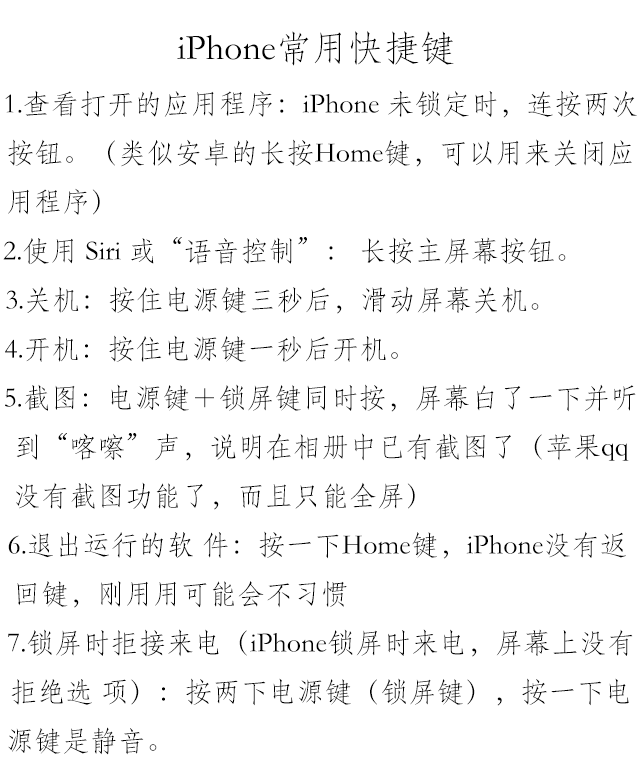 iPhone常用快捷键
1.查看打开的应用程序：iPhone 未锁定时，连按两次
按钮。（类似安卓的长按Home键，可以用来关闭应
用程序）
2.使用 Siri 或“语音控制”： 长按主屏幕按钮。
3.关机：按住电源键三秒后，滑动屏幕关机。
4.开机：按住电源键一秒后开机。
5.截图：电源键＋锁屏键同时按，屏幕白了一下并听
到“喀嚓”声，说明在相册中已有截图了（苹果qq
没有截图功能了，而且只能全屏）
6.退出运行的软 件：按一下Home键，iPhone没有返
回键，刚用用可能会不习惯
7.锁屏时拒接来电（iPhone锁屏时来电，屏幕上没有
拒绝选 项）：按两下电源键（锁屏键），按一下电
源键是静音。